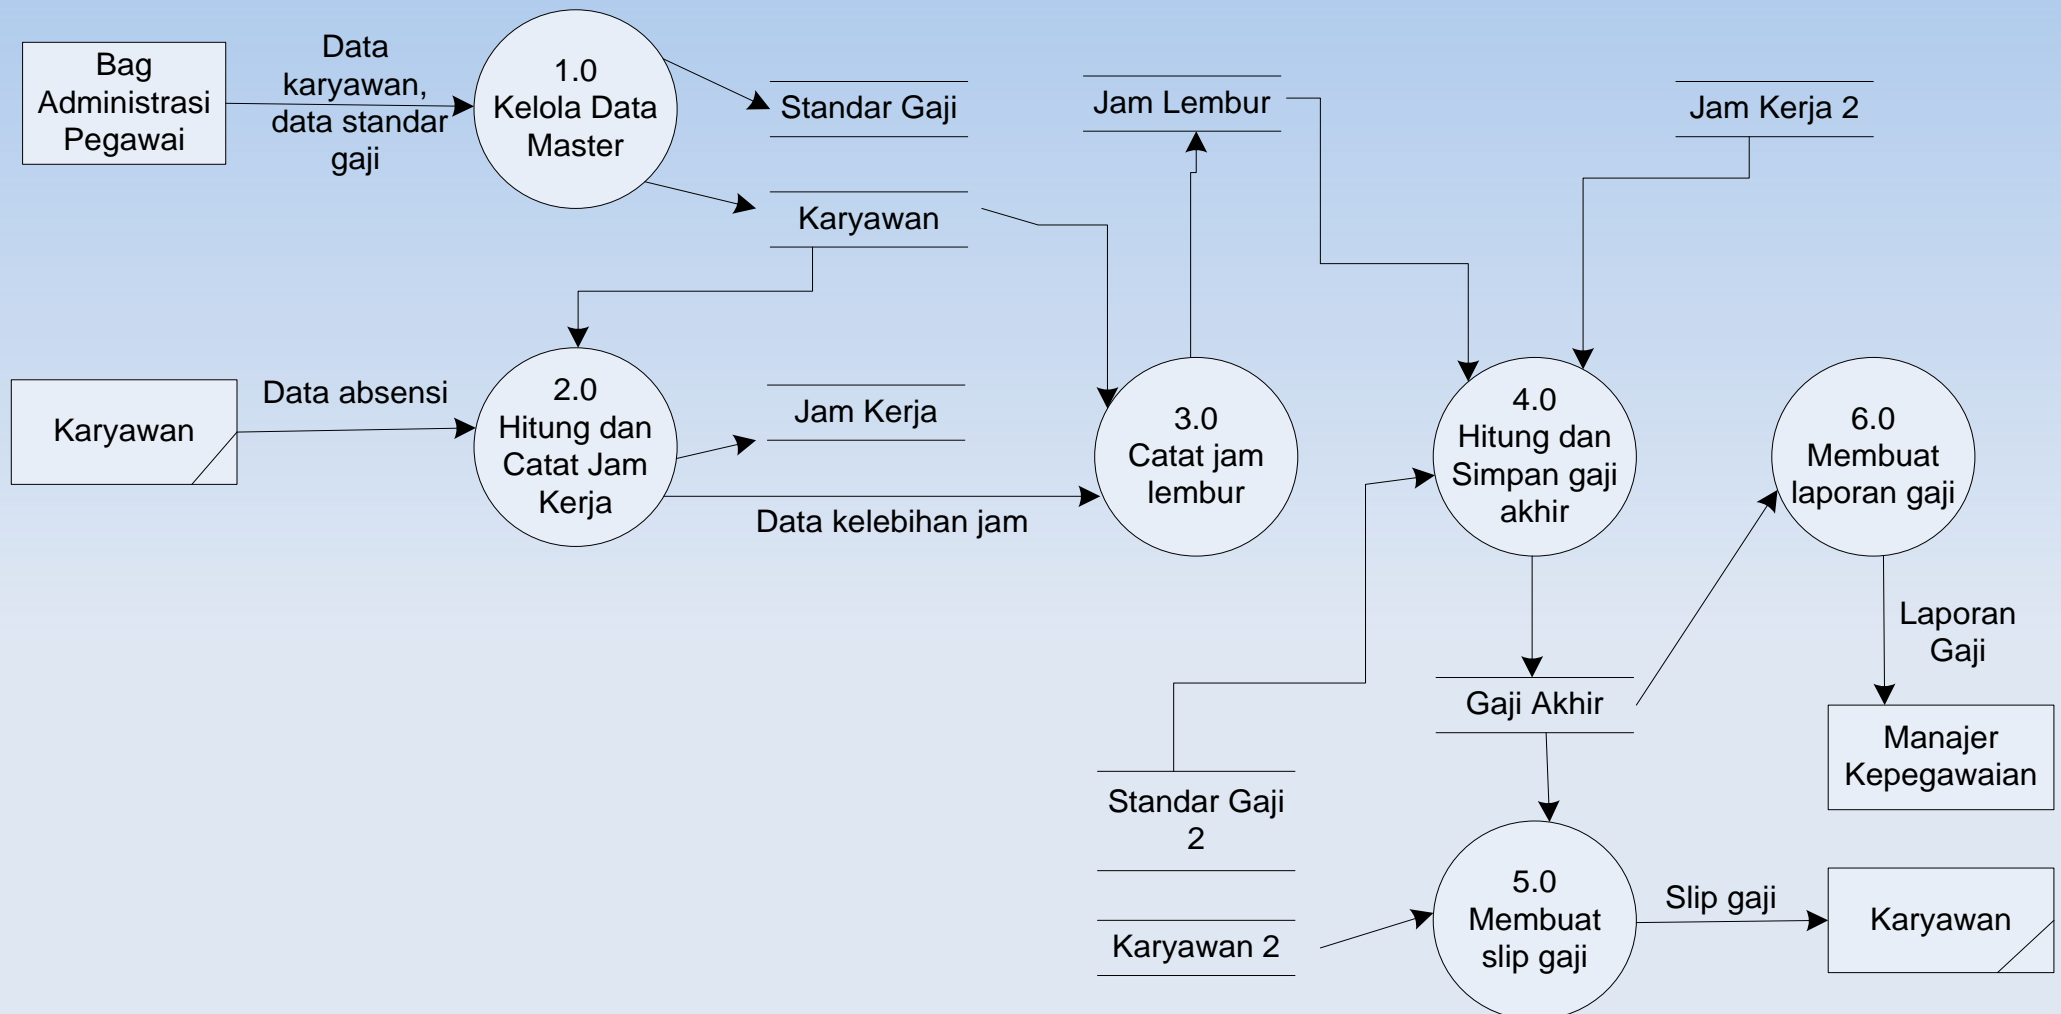 Bag
Administrasi
Pegawai
Data
karyawan,
data standar
gaji
1.0
Kelola Data
Master
Standar Gaji
Karyawan
Jam Lembur
Jam Kerja 2
Karyawan
Data absensi
2.0
Hitung dan
Catat Jam
Kerja
Jam Kerja
Data kelebihan jam
3.0
Catat jam
lembur
4.0
Hitung dan
Simpan gaji
akhir
6.0
Membuat
laporan gaji
Laporan
Gaji
Gaji Akhir
Manajer
Kepegawaian
Standar Gaji
2
Karyawan 2
5.0
Membuat
slip gaji
Slip gaji
Karyawan